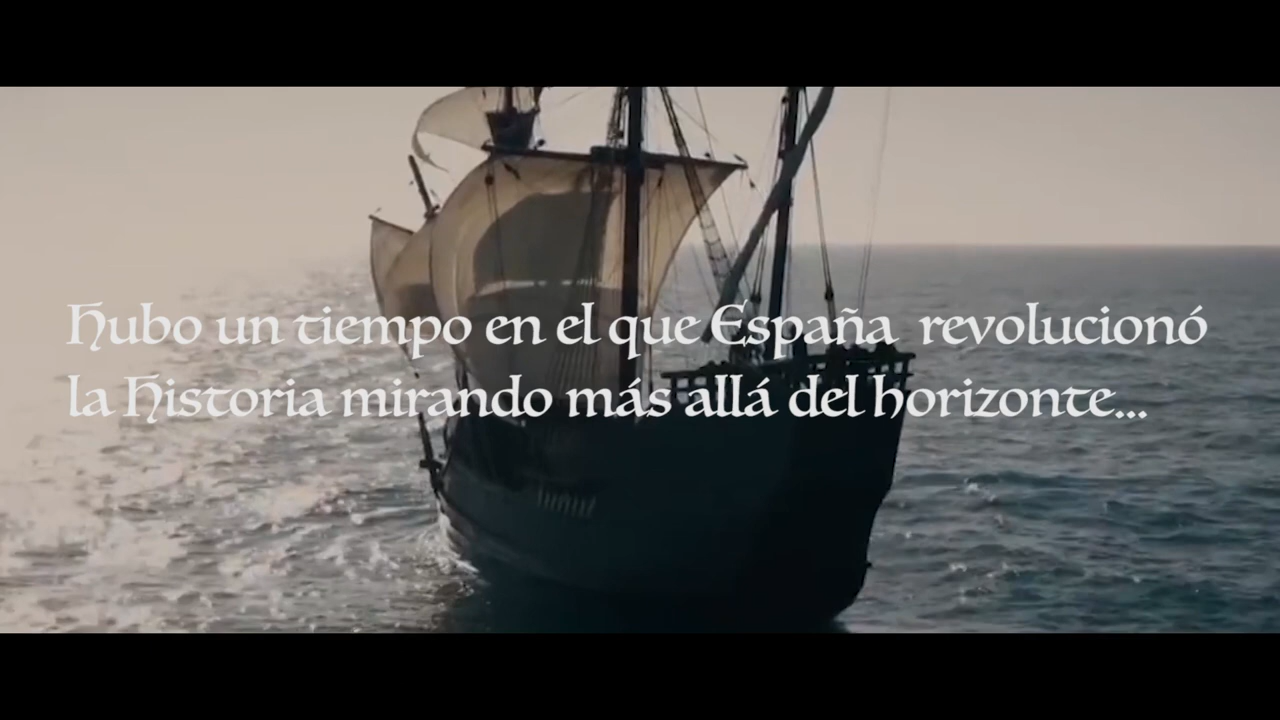 Hubo un tiempo en el que España revolucionó
la Historia mirando más allá del horizonte...